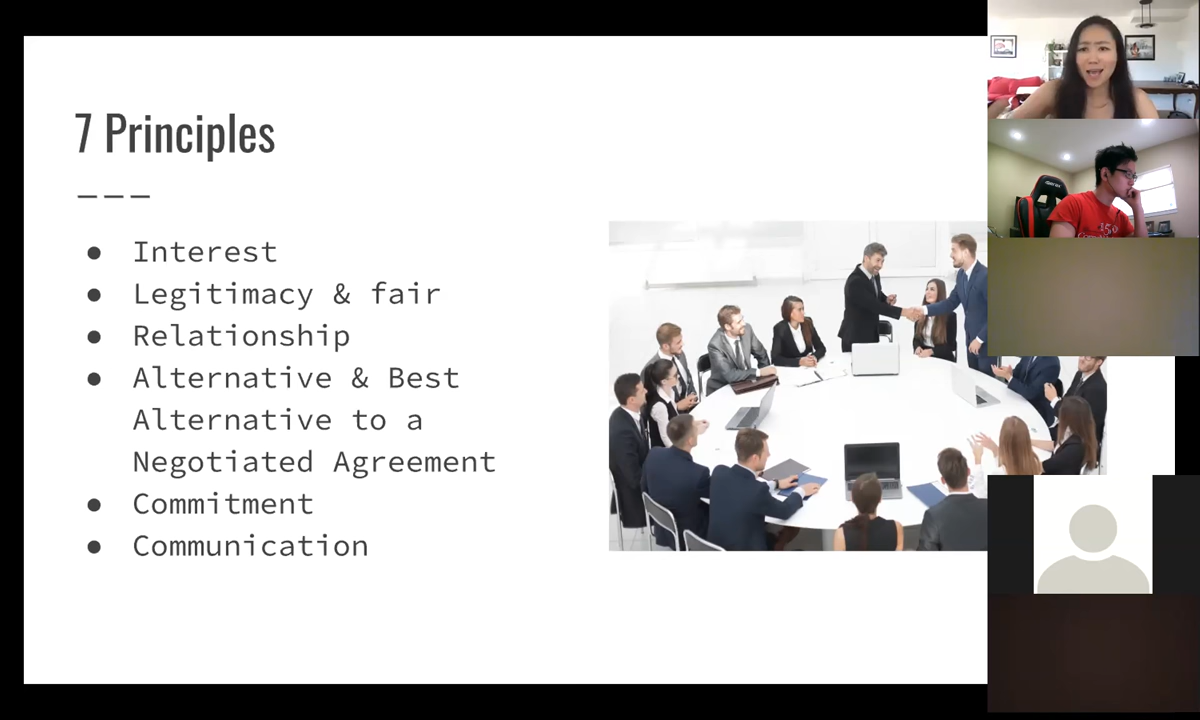 7 Principles
● Interest
● Legitimacy & fair
● Relationship
● Alternative & Best
Alternative to a
Negotiated Agreement
● Commitment
● Communication